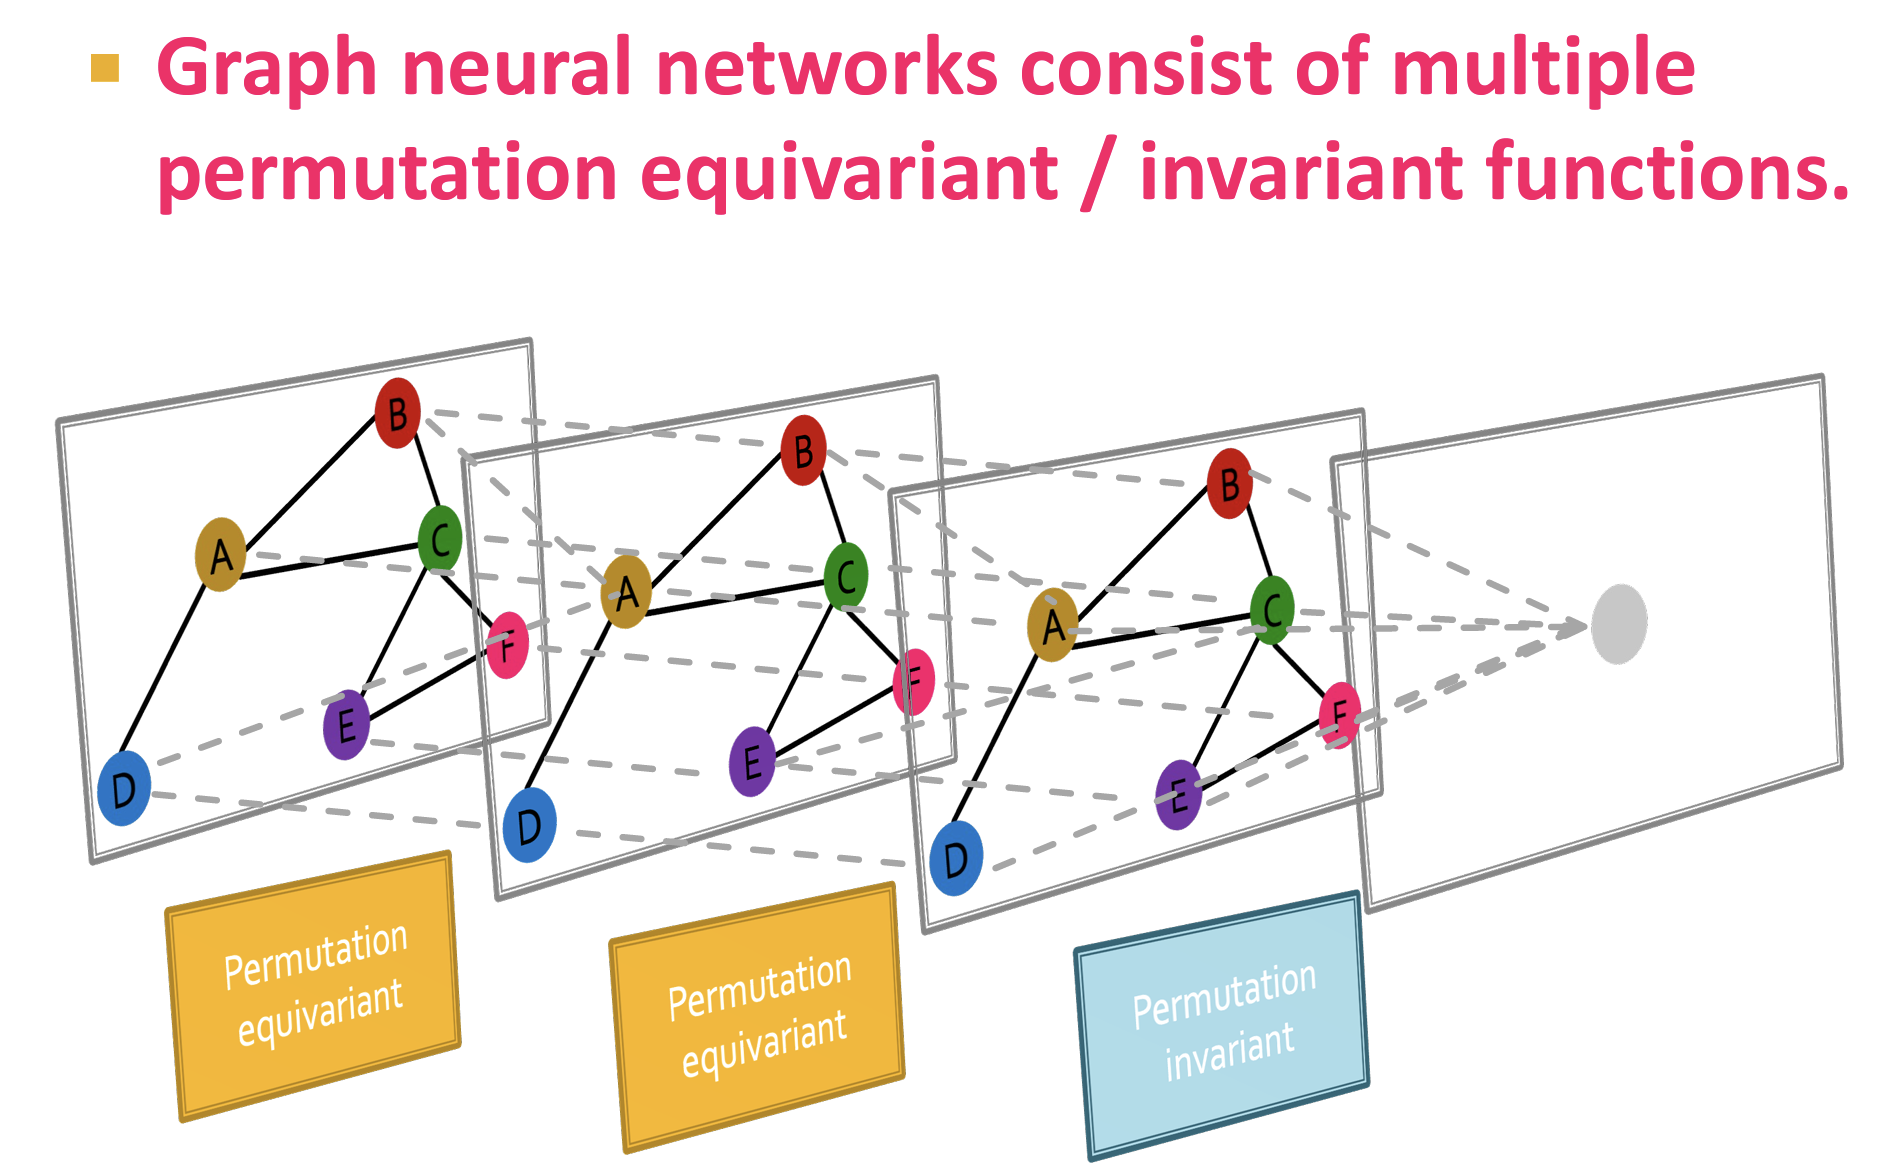 Graph neural networks consist of multiple
permutation equivariant / invariant functions.
B
A
C
F
E
D
B
A
C
F
E
D
B
A
C
F
E
D
Permutation
equivariant
Permutation
equivariant
Permutation
invariant